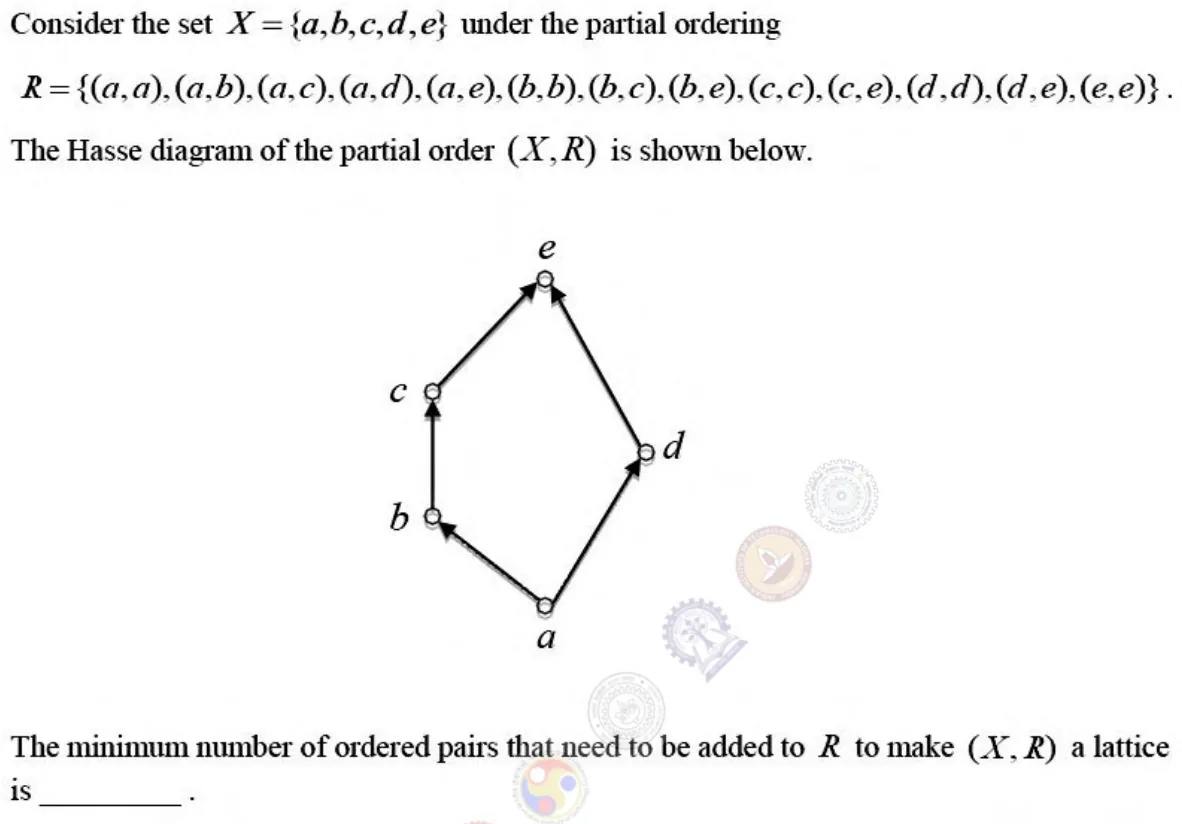 Consider the set X = {a,b,c,d,e} under the partial ordering
R = {(a,a),(a,b),(a,c),(a,d),(a,e),(b,b),(b,c),(b,e),(c,c),(c,e),(d,d),(d,e),(e,e)}.
The Hasse diagram of the partial order (X,R) is shown below.
e
c
d
b
a
The minimum number of ordered pairs that need to be added to R to make (X,R) a lattice
is __________ .